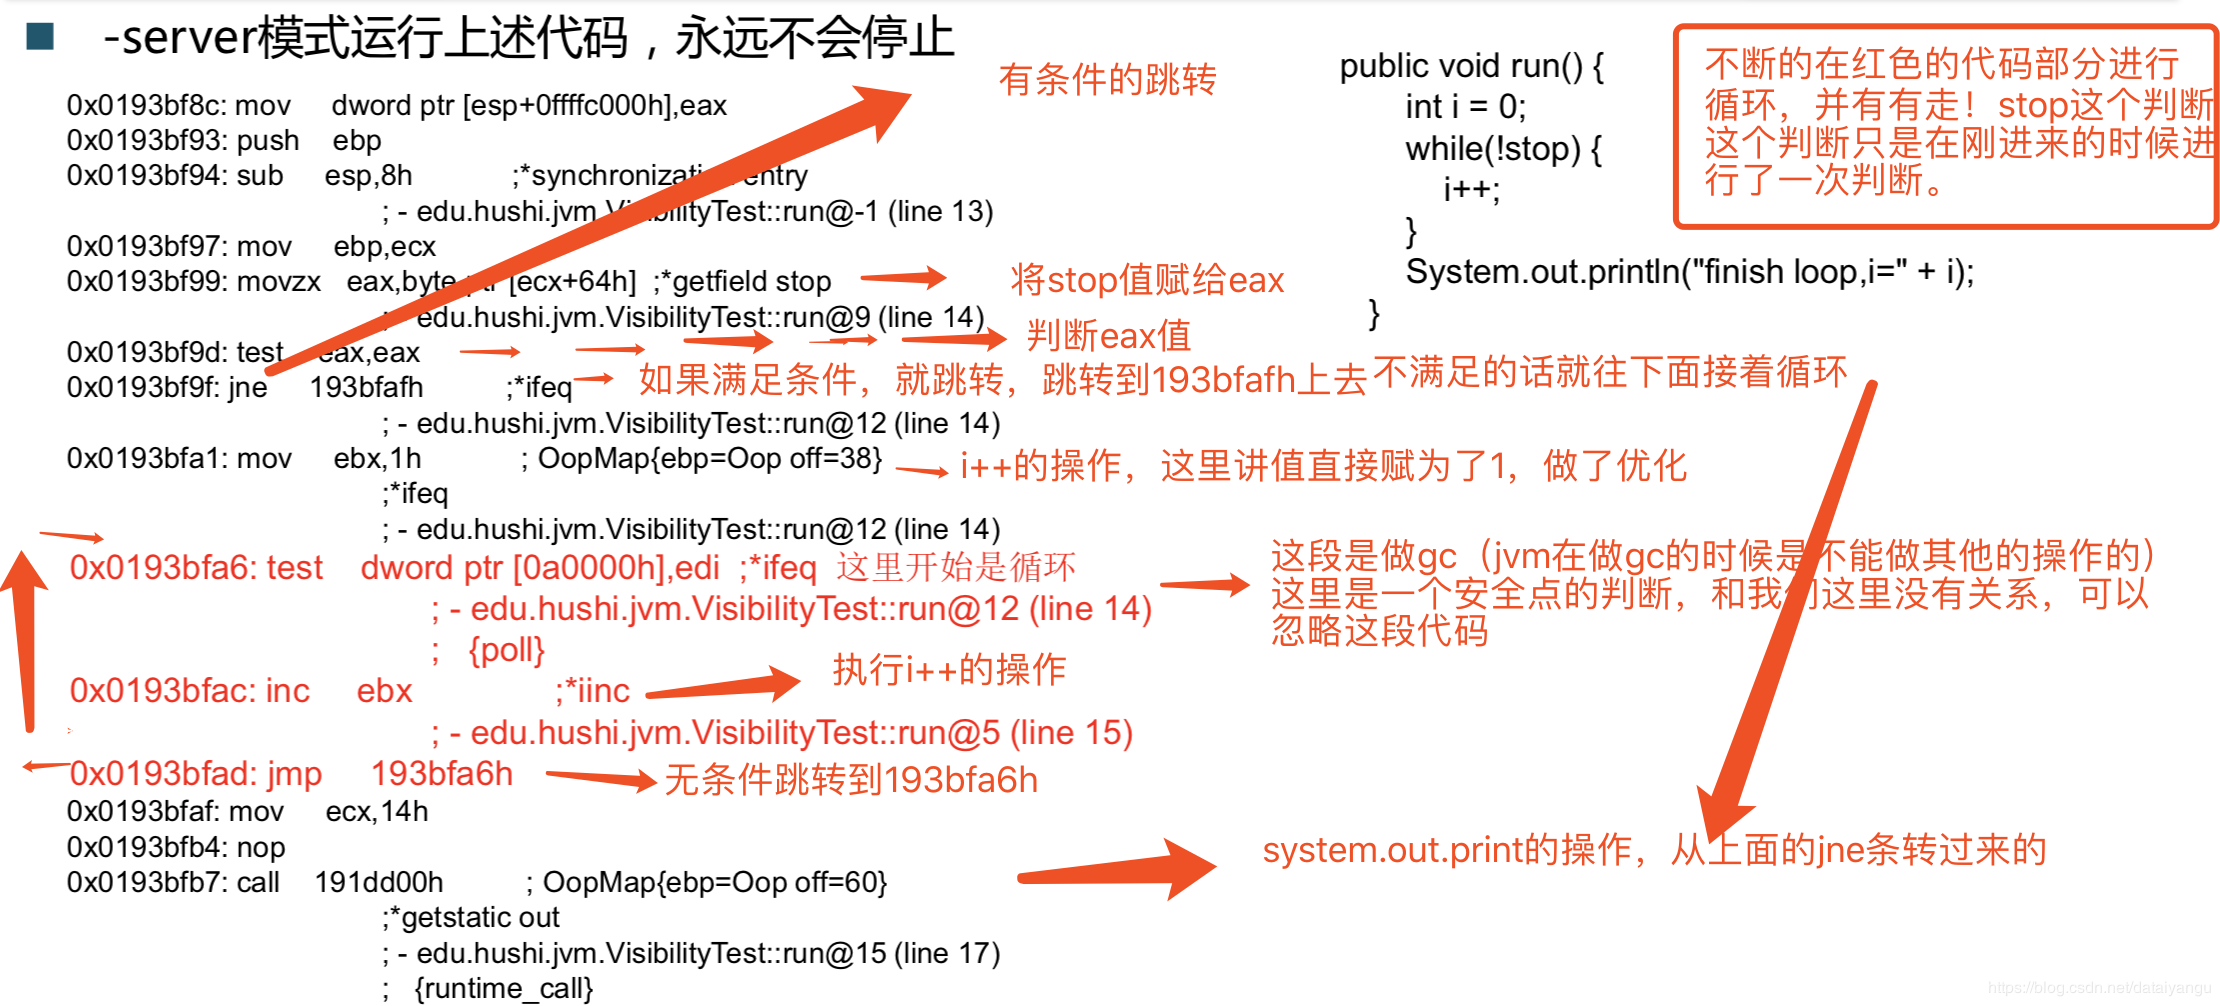 -server模式运行上述代码，永远不会停止
有条件的跳转
0x0193bf8c: mov dword ptr [esp+0ffffc000h],eax
0x0193bf93: push ebp
0x0193bf94: sub esp,8h ;*synchronization entry
; - edu.hushi.jvm.VisibilityTest::run@-1 (line 13)
0x0193bf97: mov ebp,ecx
0x0193bf99: movzx eax,byte ptr [ecx+64h] ;*getfield stop
将stop值赋给eax
; - edu.hushi.jvm.VisibilityTest::run@9 (line 14)
0x0193bf9d: test eax,eax
判断eax值
0x0193bf9f: jne 193bfafh ;*ifeq
如果满足条件，就跳转，跳转到193bfafh上去
不满足的话就往下面接着循环
; - edu.hushi.jvm.VisibilityTest::run@12 (line 14)
0x0193bfa1: mov ebx,1h ; OopMap{ebp=Oop off=38}
i++的操作，这里讲值直接赋为了1，做了优化
;*ifeq
; - edu.hushi.jvm.VisibilityTest::run@12 (line 14)
0x0193bfa6: test dword ptr [0a0000h],edi ;*ifeq 这里开始是循环
; - edu.hushi.jvm.VisibilityTest::run@12 (line 14)
; {poll}
这段是做gc（jvm在做gc的时候是不能做其他的操作的）
这里是一个安全点的判断，和我们这里没有关系，可以
忽略这段代码
0x0193bfac: inc ebx ;*iinc
执行i++的操作
; - edu.hushi.jvm.VisibilityTest::run@5 (line 15)
0x0193bfad: jmp 193bfa6h
无条件跳转到193bfa6h
0x0193bfaf: mov ecx,14h
0x0193bfb4: nop
0x0193bfb7: call 191dd00h ; OopMap{ebp=Oop off=60}
system.out.print的操作，从上面的jne条转过来的
;*getstatic out
; - edu.hushi.jvm.VisibilityTest::run@15 (line 17)
; {runtime_call}
public void run() {
int i = 0;
while(!stop) {
i++;
}
System.out.println("finish loop,i=" + i);
}
不断的在红色的代码部分进行
循环，并有有走！stop这个判断
这个判断只是在刚进来的时候进
行了一次判断。
https://blog.csdn.net/dataiyangu